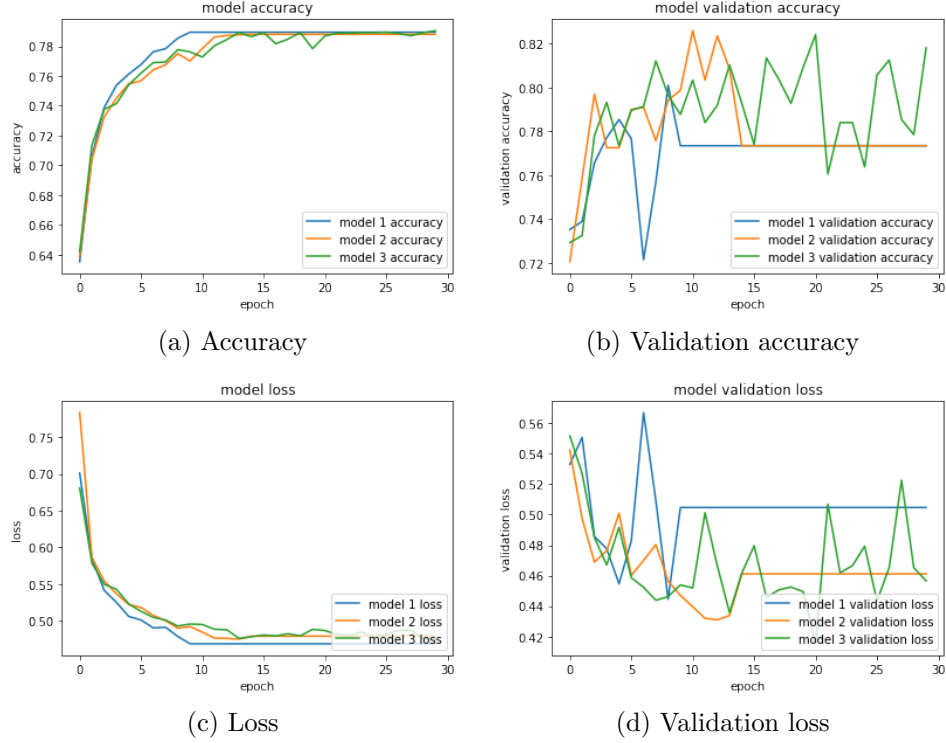 model accuracy
0.78
0.76
0.74
0.72
0.70
0.68
0.66
0.64
accuracy
model 1 accuracy
model 2 accuracy
model 3 accuracy
0 5 10 15 20 25 30
epoch
(a) Accuracy
model validation accuracy
0.82
0.80
0.78
0.76
0.74
0.72
validation accuracy
model 1 validation accuracy
model 2 validation accuracy
model 3 validation accuracy
0 5 10 15 20 25 30
epoch
(b) Validation accuracy
model loss
0.75
0.70
0.65
0.60
0.55
0.50
loss
model 1 loss
model 2 loss
model 3 loss
0 5 10 15 20 25 30
epoch
(c) Loss
model validation loss
0.56
0.54
0.52
0.50
0.48
0.46
0.44
0.42
validation loss
model 1 validation loss
model 2 validation loss
model 3 validation loss
0 5 10 15 20 25 30
epoch
(d) Validation loss